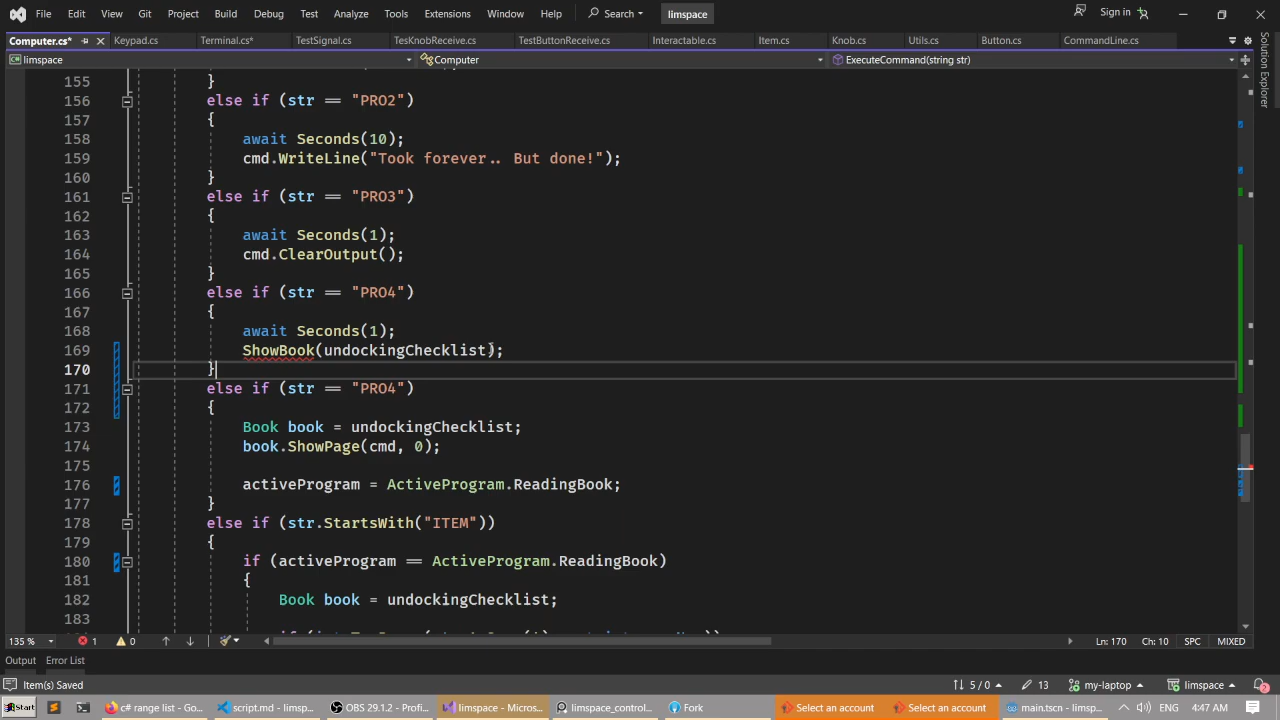 File Edit View Git Project Build Debug Test Analyze Tools Extensions Window Help Search limspace Sign in
Computer.cs* Keypad.cs Terminal.cs* TestSignal.cs TesKnobReceive.cs TestButtonReceive.cs Interactable.cs Item.cs Knob.cs Utils.cs Button.cs CommandLine.cs
limspace Computer ExecuteCommand(string str)
Solution Explorer
155 }
156 else if (str == "PRO2")
157 {
158 await Seconds(10);
159 cmd.WriteLine("Took forever.. But done!");
160 }
161 else if (str == "PRO3")
162 {
163 await Seconds(1);
164 cmd.ClearOutput();
165 }
166 else if (str == "PRO4")
167 {
168 await Seconds(1);
169 ShowBook(undockingChecklist);
170 }
171 else if (str == "PRO4")
172 {
173 Book book = undockingChecklist;
174 book.ShowPage(cmd, 0);
175
176 activeProgram = ActiveProgram.ReadingBook;
177 }
178 else if (str.StartsWith("ITEM"))
179 {
180 if (activeProgram == ActiveProgram.ReadingBook)
181 {
182 Book book = undockingChecklist;
183
135 % 1 0 Ln: 170 Ch: 10 SPC MIXED
Output Error List
Item(s) Saved 5 / 0 13 my-laptop limspace 2
Start c# range list - Go... script.md - limsp... OBS 29.1.2 - Profi... limspace - Micros... limspace_control... Fork Select an account Select an account main.tscn - limsp... ENG 4:47 AM